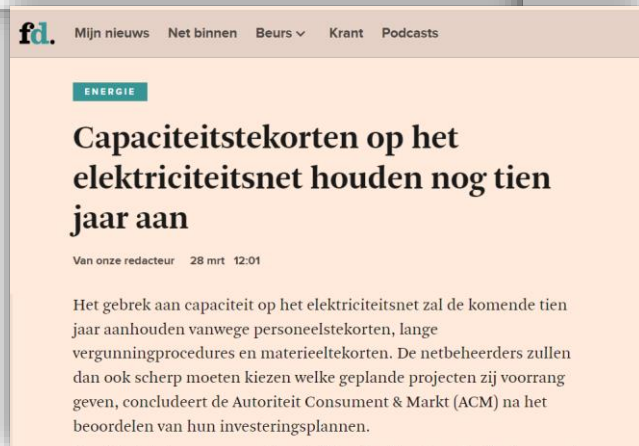 fd. Mijn nieuws Net binnen Beurs Krant Podcasts
ENERGIE
Capaciteitstekorten op het
elektriciteitsnet houden nog tien
jaar aan
Van onze redacteur 28 mrt 12:01
Het gebrek aan capaciteit op het elektriciteitsnet zal de komende tien
jaar aanhouden vanwege personeelstekorten, lange
vergunningprocedures en materieeltekorten. De netbeheerders zullen
dan ook scherp moeten kiezen welke geplande projecten zij voorrang
geven, concludeert de Autoriteit Consument & Markt (ACM) na het
beoordelen van hun investeringsplannen.